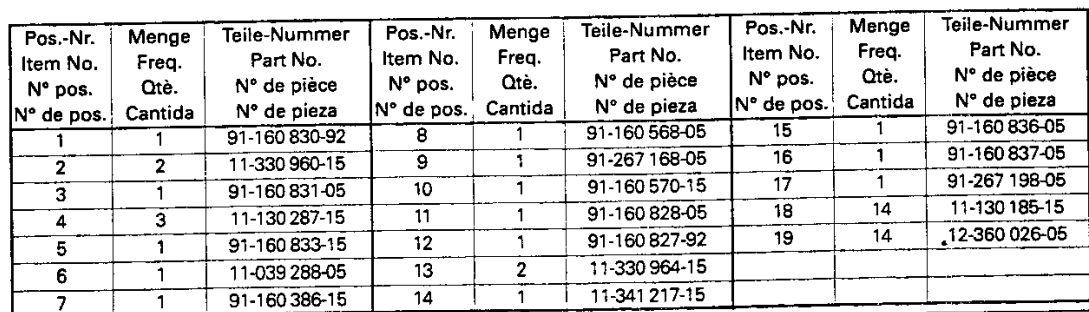 Pos.-Nr. Menge Teile-Nummer Pos.-Nr. Menge Teile-Nummer Pos.-Nr. Menge Teile-Nummer
Item No. Freq. Part No. Item No. Freq. Part No. Item No. Freq. Part No.
N° pos. Qtè. N° de pièce N° pos. Qtè. N° de pièce N° pos. Qtè. N° de pièce
N° de pos. Cantida N° de pieza N° de pos. Cantida N° de pieza N° de pos. Cantida N° de pieza
1 1 91-160 830-92 8 1 91-160 568-05 15 1 91-160 836-05
2 2 11-330 960-15 9 1 91-267 168-05 16 1 91-160 837-05
3 1 91-160 831-05 10 1 91-160 570-15 17 1 91-267 198-05
4 3 11-130 287-15 11 1 91-160 828-05 18 14 11-130 185-15
5 1 91-160 833-15 12 1 91-160 827-92 19 14 12-360 026-05
6 1 11-039 288-05 13 2 11-330 964-15
7 1 91-160 386-15 14 1 11-341 217-15